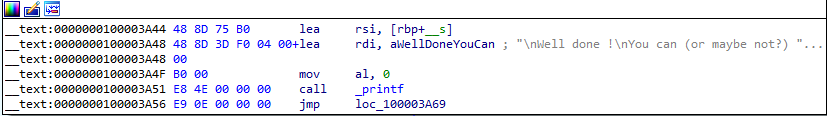 __text:0000000100003A44 48 8D 75 B0 lea rsi, [rbp+__s]
__text:0000000100003A48 48 8D 3D F0 04 00+lea rdi, aWellDoneYouCan ; "\nWell done !\nYou can (or maybe not?) "...
__text:0000000100003A48 00
__text:0000000100003A4F B0 00 mov al, 0
__text:0000000100003A51 E8 4E 00 00 00 call _printf
__text:0000000100003A56 E9 0E 00 00 00 jmp loc_100003A69